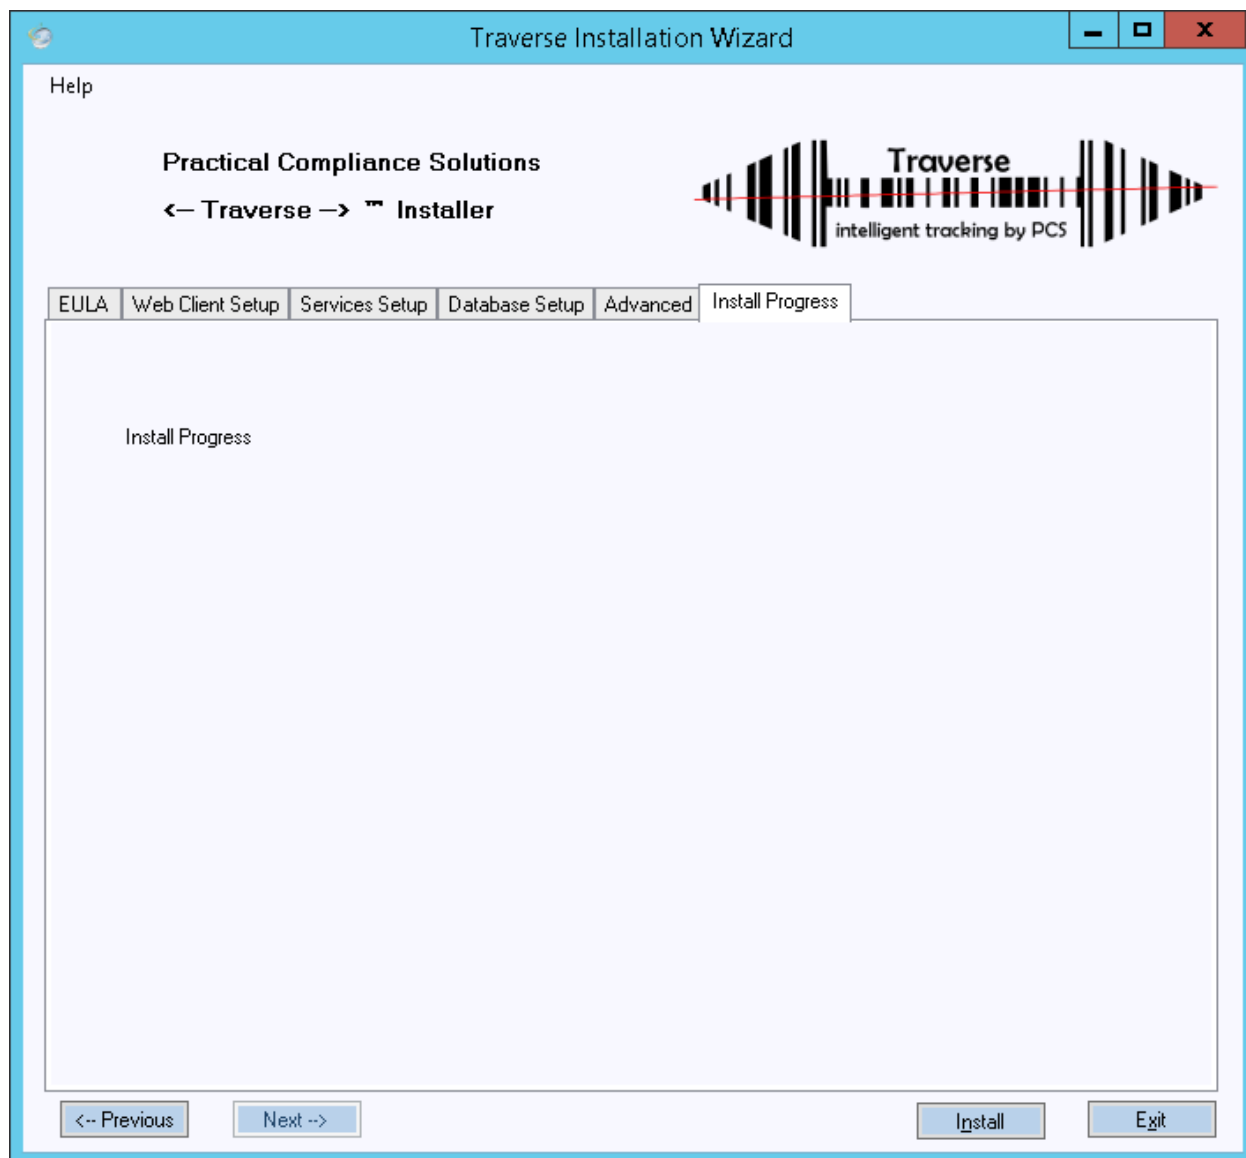 Traverse Installation Wizard
Help
Practical Compliance Solutions
<-- Traverse --> ™ Installer
Traverse
intelligent tracking by PCS
EULA Web Client Setup Services Setup Database Setup Advanced Install Progress
Install Progress
<-- Previous Next --> Install Exit